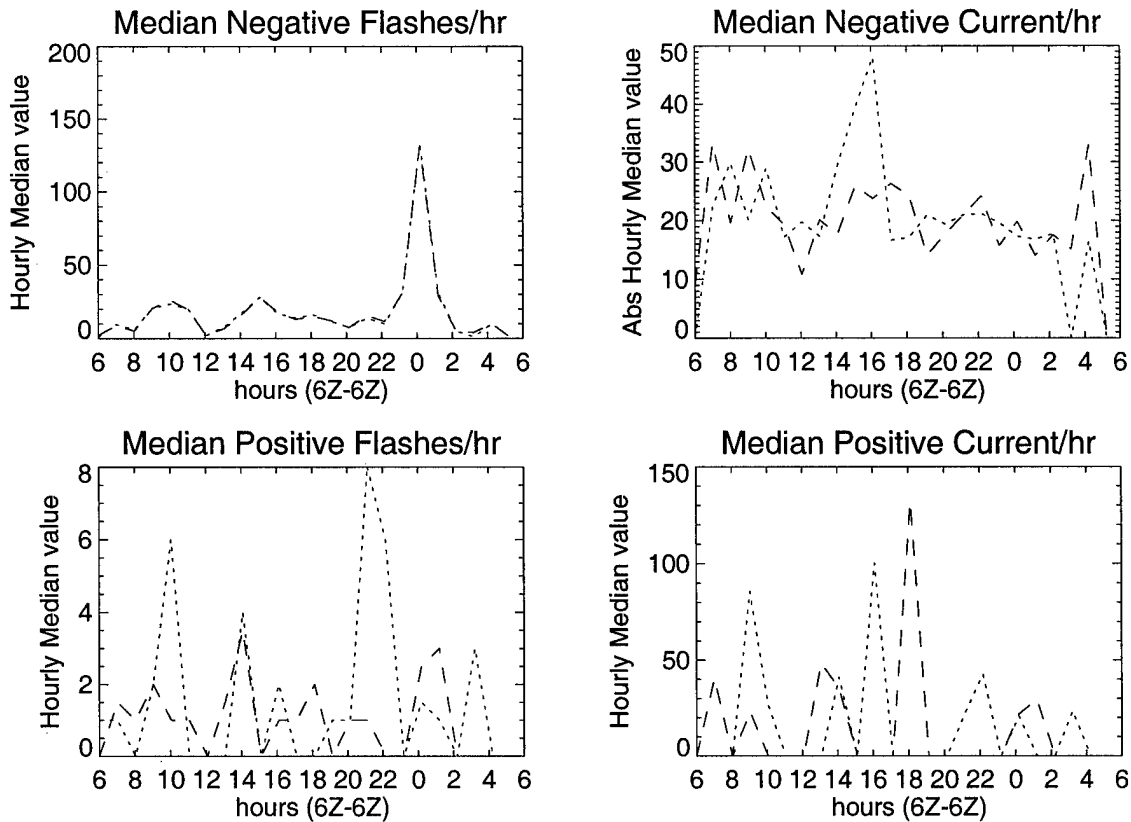 Median Negative Flashes/hr
Hourly Median value
200
150
100
50
0
6 8 10 12 14 16 18 20 22 0 2 4 6
hours (6Z-6Z)
Median Negative Current/hr
Abs Hourly Median value
50
40
30
20
10
0
6 8 10 12 14 16 18 20 22 0 2 4 6
hours (6Z-6Z)
Median Positive Flashes/hr
Hourly Median value
8
6
4
2
0
6 8 10 12 14 16 18 20 22 0 2 4 6
hours (6Z-6Z)
Median Positive Current/hr
Hourly Median value
150
100
50
0
6 8 10 12 14 16 18 20 22 0 2 4 6
hours (6Z-6Z)